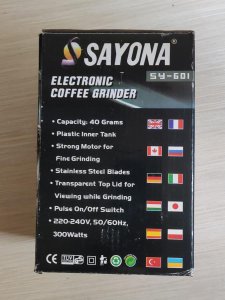 SAYONA®
ELECTRONIC
COFFEE GRINDER
SY-601
• Capacity: 40 Grams
• Plastic Inner Tank
• Strong Motor for
Fine Grinding
• Stainless Steel Blades
• Transparent Top Lid for
Viewing while Grinding
• Pulse On/Off Switch
• 220-240V, 50/60Hz,
300Watts
CE